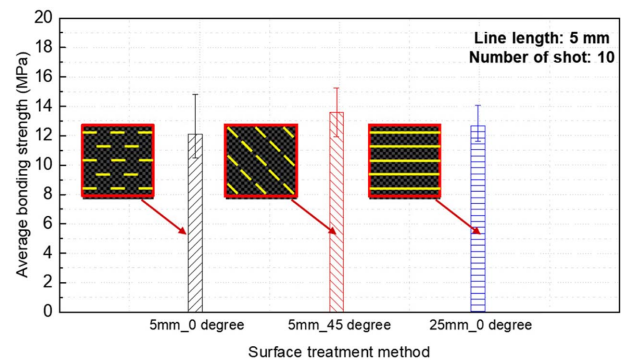 Average bonding strength (MPa)
20
18
16
14
12
10
8
6
4
2
0
Line length: 5 mm
Number of shot: 10
5mm_0 degree
5mm_45 degree
25mm_0 degree
Surface treatment method